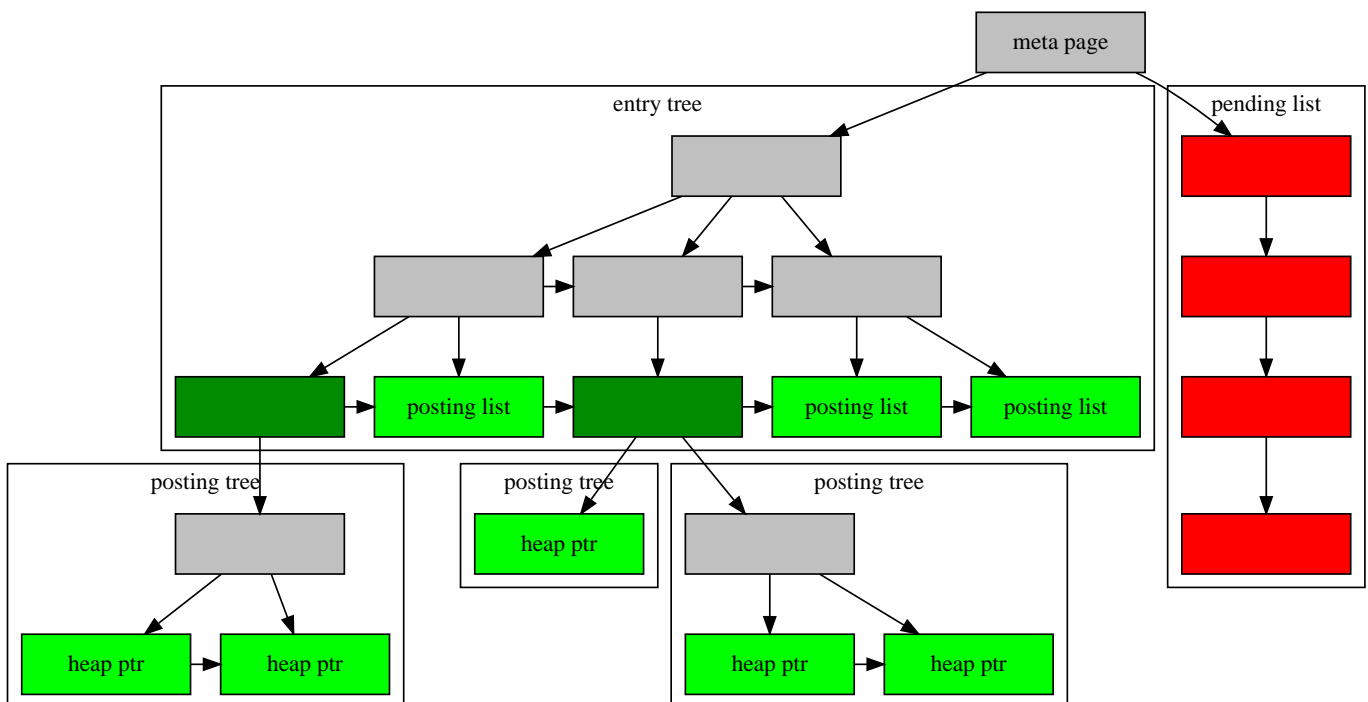 meta page
entry tree
pending list
posting list
posting list
posting list
posting tree
posting tree
posting tree
heap ptr
heap ptr
heap ptr
heap ptr
heap ptr